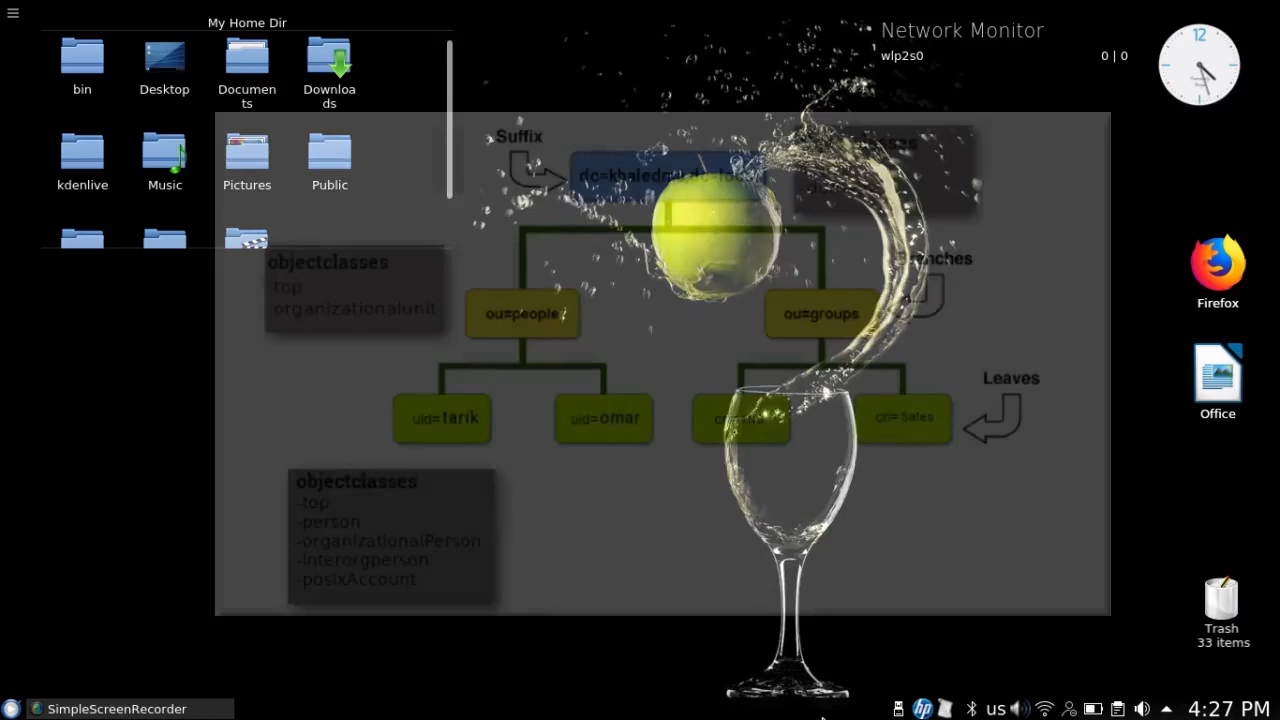 My Home Dir
bin
Desktop
Documen
ts
Downloa
ds
kdenlive
Music
Pictures
Public
Network Monitor
wlp2s0
0 | 0
12
Suffix
objectclasses
top
organizationalunit
ou=people
ou=groups
Leaves
uid=tarik
uid=omar
cn=Sales
objectclasses
-top
-person
-organizationalPerson
-interorgperson
-posixAccount
Firefox
Office
Trash
33 items
SimpleScreenRecorder
hp
us
4:27 PM